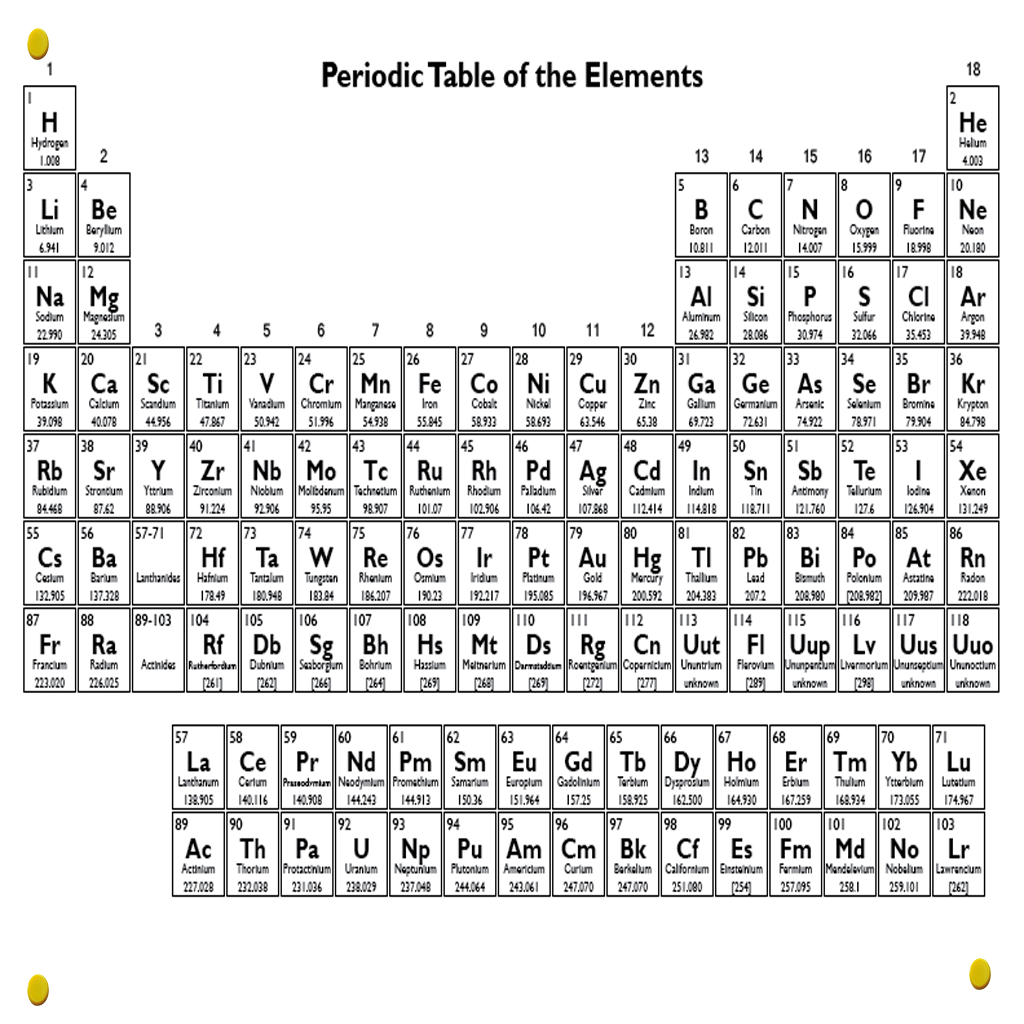 1 Periodic Table of the Elements 18
1 2
H He
Hydrogen Helium
1.008 4.003
2 13 14 15 16 17
3 4 5 6 7 8 9 10
Li Be B C N O F Ne
Lithium Beryllium Boron Carbon Nitrogen Oxygen Fluorine Neon
6.941 9.012 10.811 12.011 14.007 15.999 18.998 20.180
11 12 13 14 15 16 17 18
Na Mg Al Si P S Cl Ar
Sodium Magnesium Aluminum Silicon Phosphorus Sulfur Chlorine Argon
22.990 24.305 26.982 28.086 30.974 32.066 35.453 39.948
3 4 5 6 7 8 9 10 11 12
19 20 21 22 23 24 25 26 27 28 29 30 31 32 33 34 35 36
K Ca Sc Ti V Cr Mn Fe Co Ni Cu Zn Ga Ge As Se Br Kr
Potassium Calcium Scandium Titanium Vanadium Chromium Manganese Iron Cobalt Nickel Copper Zinc Gallium Germanium Arsenic Selenium Bromine Krypton
39.098 40.078 44.956 47.867 50.942 51.996 54.938 55.845 58.933 58.693 63.546 65.38 69.723 72.631 74.922 78.971 79.904 84.798
37 38 39 40 41 42 43 44 45 46 47 48 49 50 51 52 53 54
Rb Sr Y Zr Nb Mo Tc Ru Rh Pd Ag Cd In Sn Sb Te I Xe
Rubidium Strontium Yttrium Zirconium Niobium Molibdenum Technetium Ruthenium Rhodium Palladium Silver Cadmium Indium Tin Antimony Tellurium Iodine Xenon
84.468 87.62 88.906 91.224 92.906 95.95 98.907 101.07 102.906 106.42 107.868 112.414 114.818 118.711 121.760 127.6 126.904 131.249
55 56 57-71 72 73 74 75 76 77 78 79 80 81 82 83 84 85 86
Cs Ba Hf Ta W Re Os Ir Pt Au Hg Tl Pb Bi Po At Rn
Cesium Barium Lanthanides Hafnium Tantalum Tungsten Rhenium Osmium Iridium Platinum Gold Mercury Thallium Lead Bismuth Polonium Astatine Radon
132.905 137.328 178.49 180.948 183.84 186.207 190.23 192.217 195.085 196.967 200.592 204.383 207.2 208.980 [208.982] 209.987 222.018
87 88 89-103 104 105 106 107 108 109 110 111 112 113 114 115 116 117 118
Fr Ra Rf Db Sg Bh Hs Mt Ds Rg Cn Uut Fl Uup Lv Uus Uuo
Francium Radium Actinides Rutherfordium Dubnium Seaborgium Bohrium Hassium Meitnerium Darmstadtium Roentgenium Copernicium Ununtrium Flerovium Ununpentium Livermorium Ununseptium Ununoctium
223.020 226.025 [261] [262] [266] [264] [269] [268] [269] [272] [277] unknown [289] unknown [298] unknown unknown
57 58 59 60 61 62 63 64 65 66 67 68 69 70 71
La Ce Pr Nd Pm Sm Eu Gd Tb Dy Ho Er Tm Yb Lu
Lanthanum Cerium Praseodymium Neodymium Promethium Samarium Europium Gadolinium Terbium Dysprosium Holmium Erbium Thulium Ytterbium Lutetium
138.905 140.116 140.908 144.243 144.913 150.36 151.964 157.25 158.925 162.500 164.930 167.259 168.934 173.055 174.967
89 90 91 92 93 94 95 96 97 98 99 100 101 102 103
Ac Th Pa U Np Pu Am Cm Bk Cf Es Fm Md No Lr
Actinium Thorium Protactinium Uranium Neptunium Plutonium Americium Curium Berkelium Californium Einsteinium Fermium Mendelevium Nobelium Lawrencium
227.028 232.038 231.036 238.029 237.048 244.064 243.061 247.070 247.070 251.080 [254] 257.095 258.1 259.101 [262]